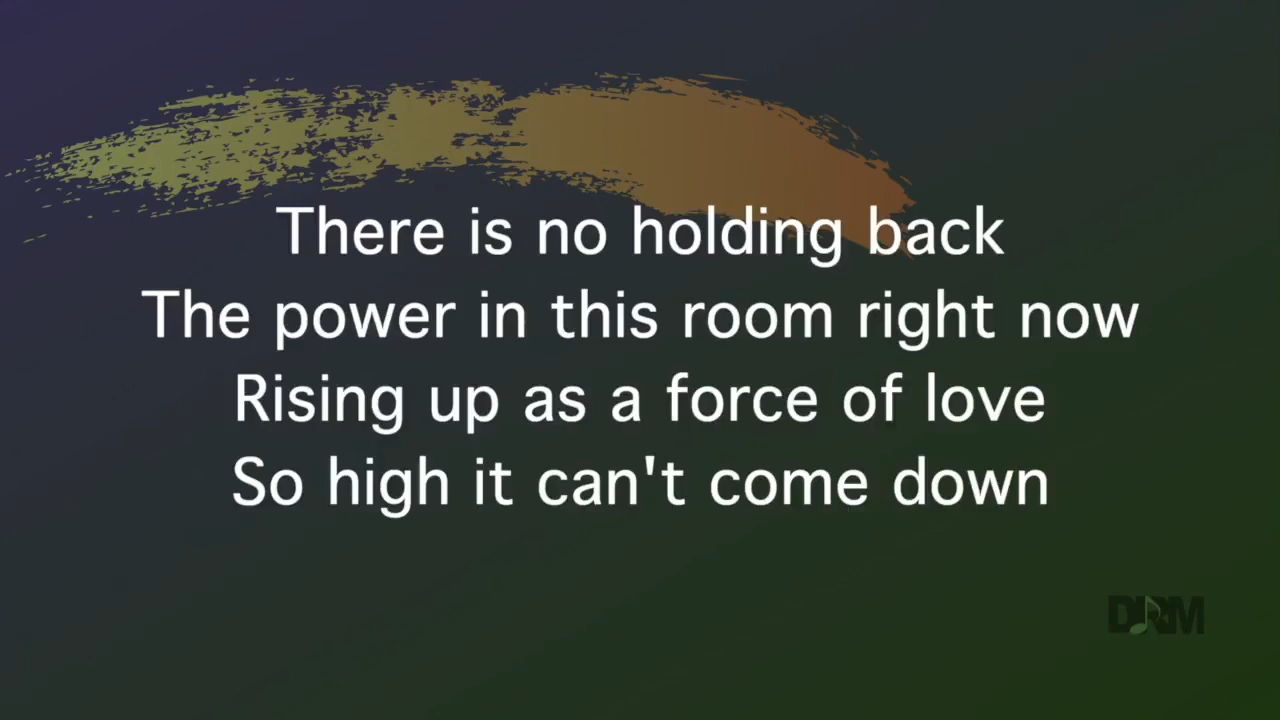 There is no holding back
The power in this room right now
Rising up as a force of love
So high it can't come down
DRM